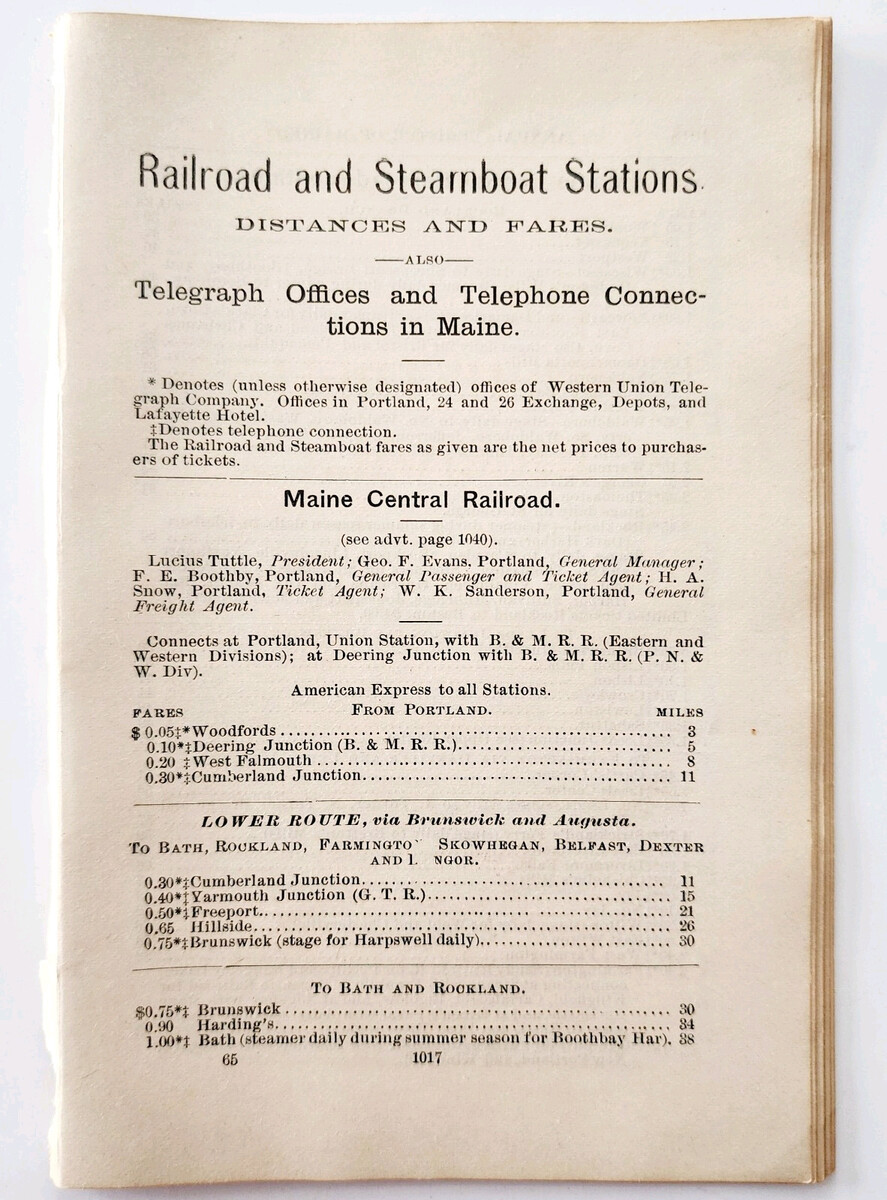 Railroad and Steamboat Stations.
DISTANCES AND FARES.
——ALSO——
Telegraph Offices and Telephone Connec-
tions in Maine.
* Denotes (unless otherwise designated) offices of Western Union Tele-
graph Company. Offices in Portland, 24 and 26 Exchange, Depots, and
Lafayette Hotel.
‡Denotes telephone connection.
The Railroad and Steamboat fares as given are the net prices to purchas-
ers of tickets.
Maine Central Railroad.
(see advt. page 1040).
Lucius Tuttle, President; Geo. F. Evans. Portland, General Manager;
F. E. Boothby, Portland, General Passenger and Ticket Agent; H. A.
Snow, Portland, Ticket Agent; W. K. Sanderson, Portland, General
Freight Agent.
Connects at Portland, Union Station, with B. & M. R. R. (Eastern and
Western Divisions); at Deering Junction with B. & M. R. R. (P. N. &
W. Div).
American Express to all Stations.
FARES FROM PORTLAND. MILES
$ 0.05‡*Woodfords ........ 3
0.10*‡Deering Junction (B. & M. R. R.)........ 5
0.20 ‡West Falmouth ........ 8
0.30*‡Cumberland Junction........ 11
LOWER ROUTE, via Brunswick and Augusta.
TO BATH, ROCKLAND, FARMINGTO SKOWHEGAN, BELFAST, DEXTER
AND NGOR.
0.30*‡Cumberland Junction........ 11
0.40*‡Yarmouth Junction (G. T. R.)........ 15
0.50*‡Freeport........ 21
0.65 Hillside........ 26
0.75*‡Brunswick (stage for Harpswell daily)........ 30
TO BATH AND ROCKLAND.
$0.75*‡ Brunswick ........ 30
0.90 Harding's........ 34
1.00*‡ Bath (steamer daily during summer season for Boothbay Har). 38
65 1017